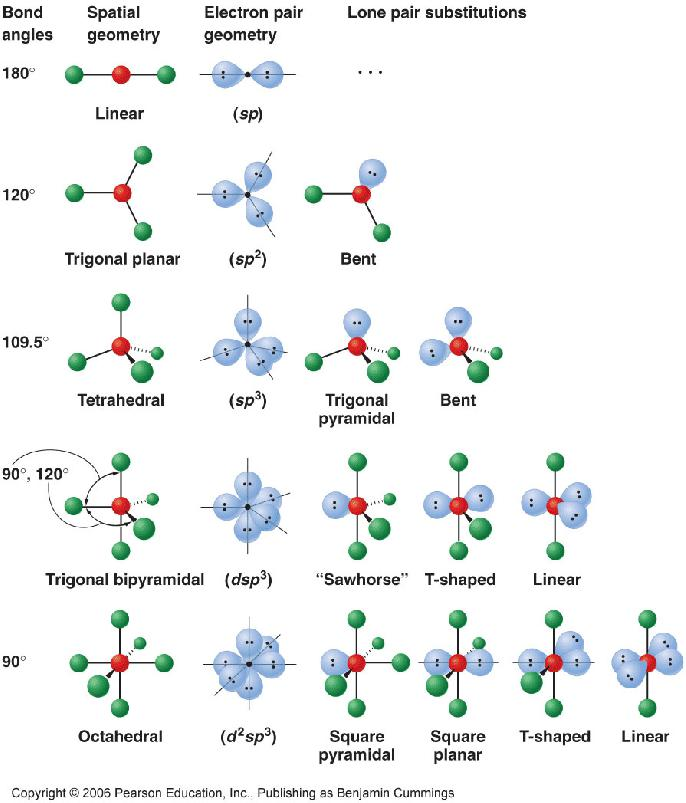 Bond angles
Spatial geometry
Electron pair geometry
Lone pair substitutions
180°
. . .
Linear
(sp)
120°
Trigonal planar
(sp²)
Bent
109.5°
Tetrahedral
(sp³)
Trigonal pyramidal
Bent
90°, 120°
Trigonal bipyramidal
(dsp³)
“Sawhorse”
T-shaped
Linear
90°
Octahedral
(d²sp³)
Square pyramidal
Square planar
T-shaped
Linear
Copyright © 2006 Pearson Education, Inc.. Publishing as Benjamin Cummings